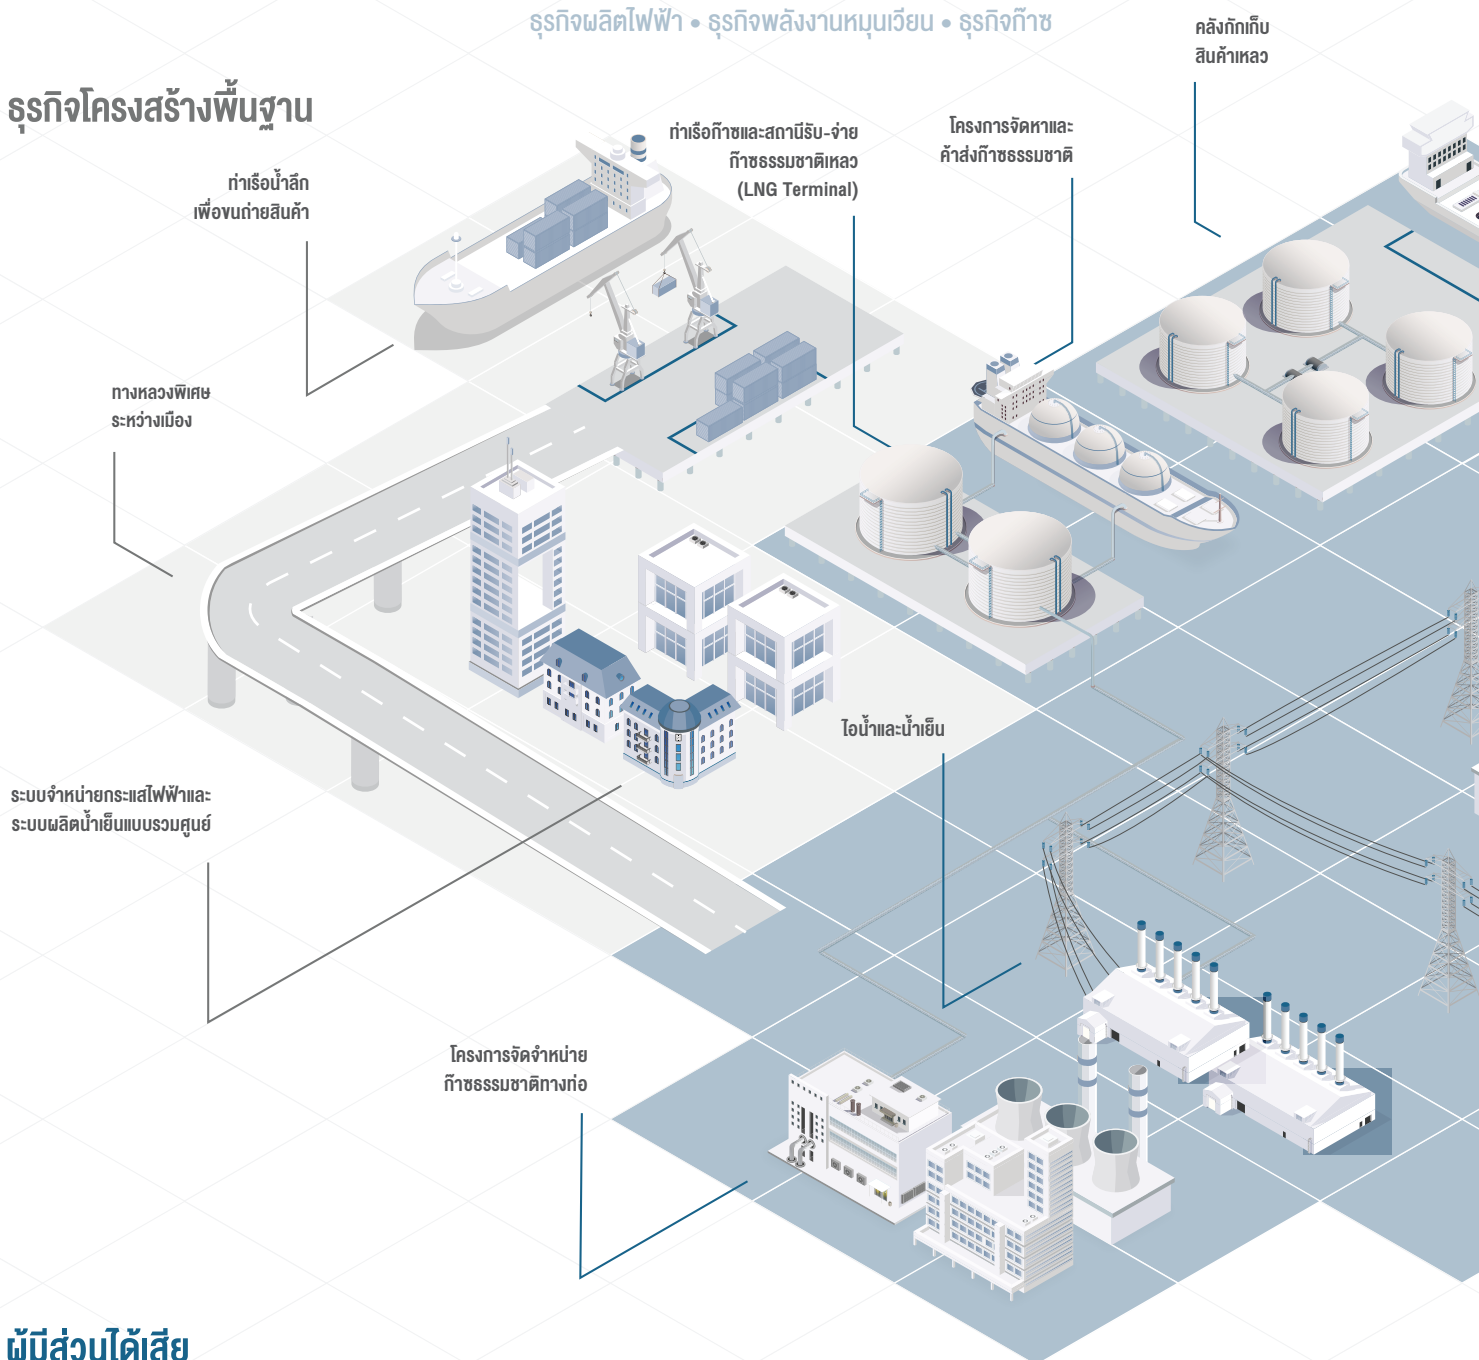 ธุรกิจผลิตไฟฟ้า • ธุรกิจพลังงานหมุนเวียน • ธุรกิจก๊าซ
คลังกักเก็บ
สินค้าเหลว
ธุรกิจโครงสร้างพื้นฐาน
ท่าเรือก๊าซและสถานีรับ-จ่าย
ก๊าซธรรมชาติเหลว
(LNG Terminal)
โครงการจัดหาและ
ค้าส่งก๊าซธรรมชาติ
ท่าเรือน้ำลึก
เพื่อขนถ่ายสินค้า
ทางหลวงพิเศษ
ระหว่างเมือง
ไอน้ำและน้ำเย็น
ระบบจำหน่ายกระแสไฟฟ้าและ
ระบบผลิตน้ำเย็นแบบรวมศูนย์
โครงการจัดจำหน่าย
ก๊าซธรรมชาติทางท่อ
ผู้มีส่วนได้เสีย